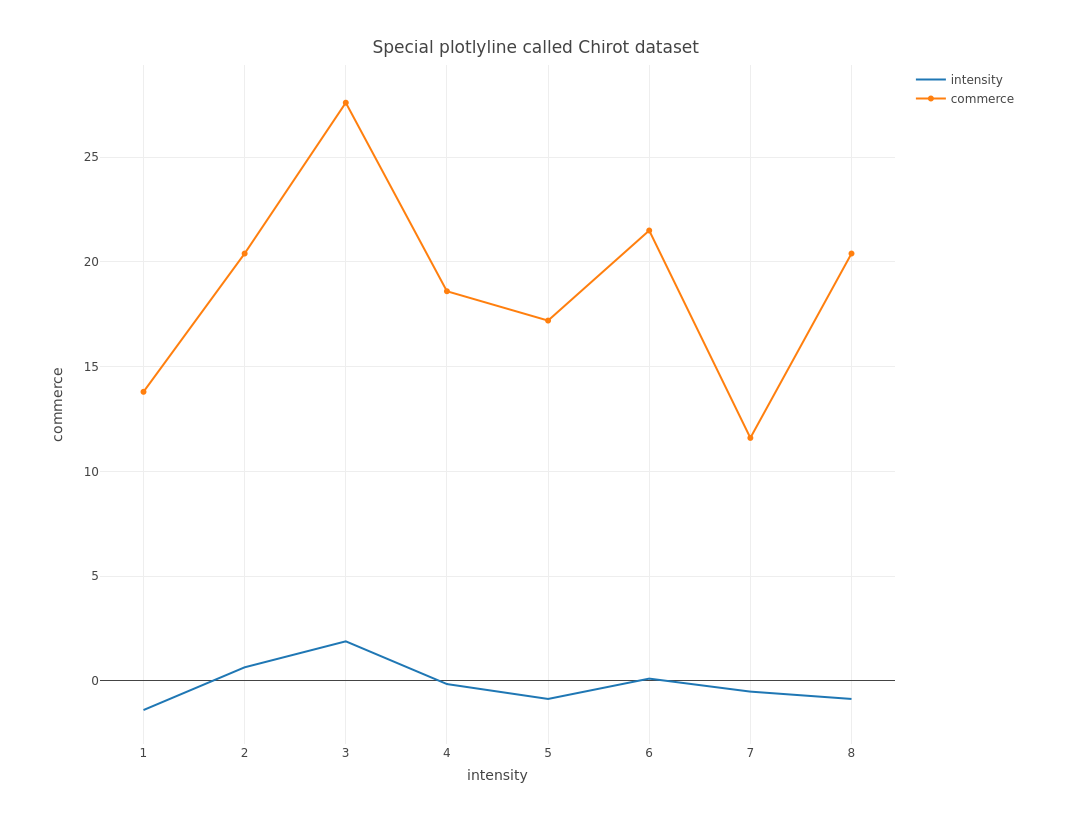 Special plotlyline called Chirot dataset
intensity
commerce
25
20
15
10
5
0
commerce
1 2 3 4 5 6 7 8
intensity